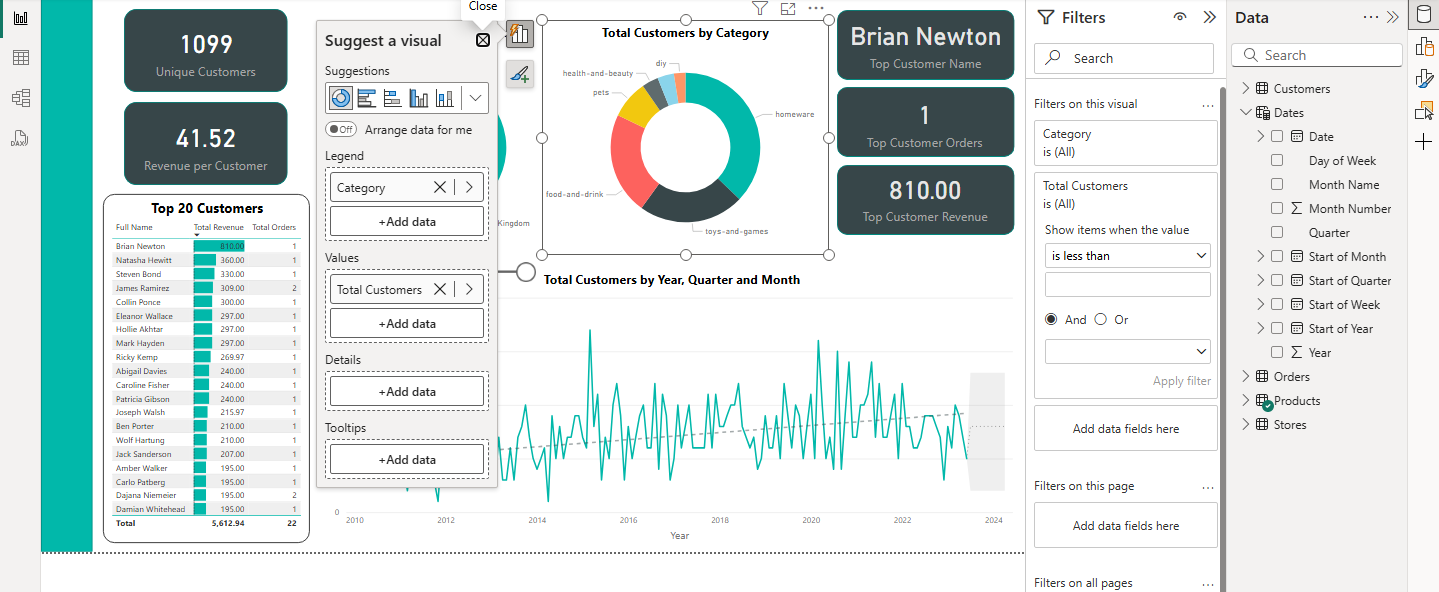 Close
1099
Unique Customers
41.52
Revenue per Customer
Top 20 Customers
Full Name Total Revenue Total Orders
Brian Newton 810.00 1
Natasha Hewitt 360.00 1
Steven Bond 330.00 1
James Ramirez 309.00 2
Collin Ponce 300.00 1
Eleanor Wallace 297.00 1
Hollie Akhtar 297.00 1
Mark Hayden 297.00 1
Ricky Kemp 269.97 1
Abigail Davies 240.00 1
Caroline Fisher 240.00 1
Patricia Gibson 240.00 1
Joseph Walsh 215.97 1
Ben Porter 210.00 1
Wolf Hartung 210.00 1
Jack Sanderson 207.00 1
Amber Walker 195.00 1
Carlo Patberg 195.00 1
Dajana Niemeier 195.00 2
Damian Whitehead 195.00 1
Total 5,612.94 22
Suggest a visual
Suggestions
Off Arrange data for me
Legend
Category
+Add data
Values
Total Customers
+Add data
Details
+Add data
Tooltips
+Add data
Kingdom
Total Customers by Category
diy
health-and-beauty
pets
homeware
food-and-drink
toys-and-games
Brian Newton
Top Customer Name
1
Top Customer Orders
810.00
Top Customer Revenue
Total Customers by Year, Quarter and Month
0
2010 2012 2014 2016 2018 2020 2022 2024
Year
Filters
Search
Filters on this visual
Category
is (All)
Total Customers
is (All)
Show items when the value
is less than
And Or
Apply filter
Add data fields here
Filters on this page
Add data fields here
Filters on all pages
Data
Search
Customers
Dates
Date
Day of Week
Month Name
Month Number
Quarter
Start of Month
Start of Quarter
Start of Week
Start of Year
Year
Orders
Products
Stores
DAX